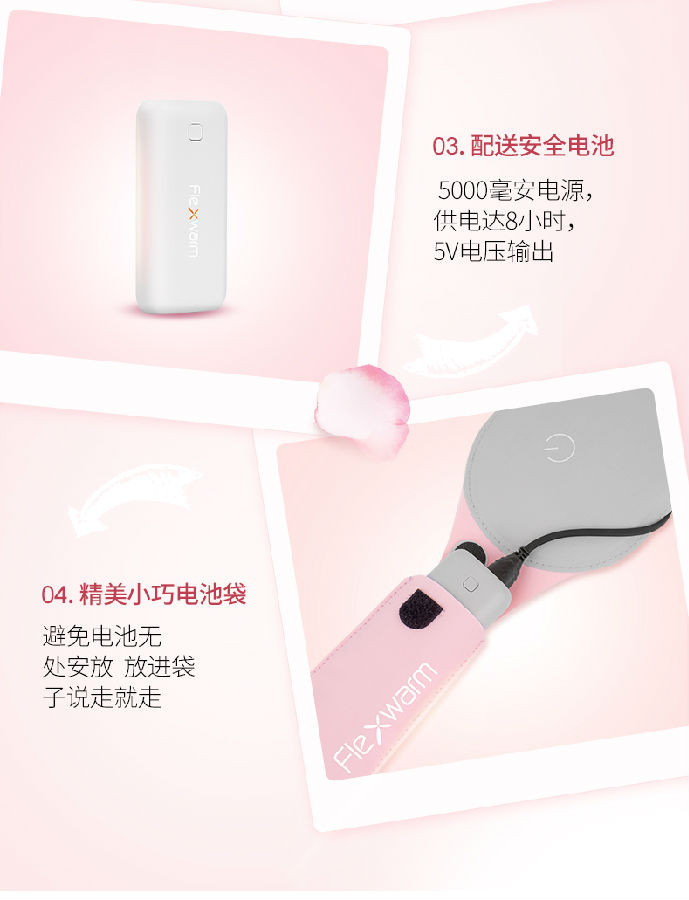 Flexwarm
03. 配送安全电池
5000毫安电源，
供电达8小时，
5V电压输出
04. 精美小巧电池袋
避免电池无
处安放 放进袋
子说走就走
Flexwarm